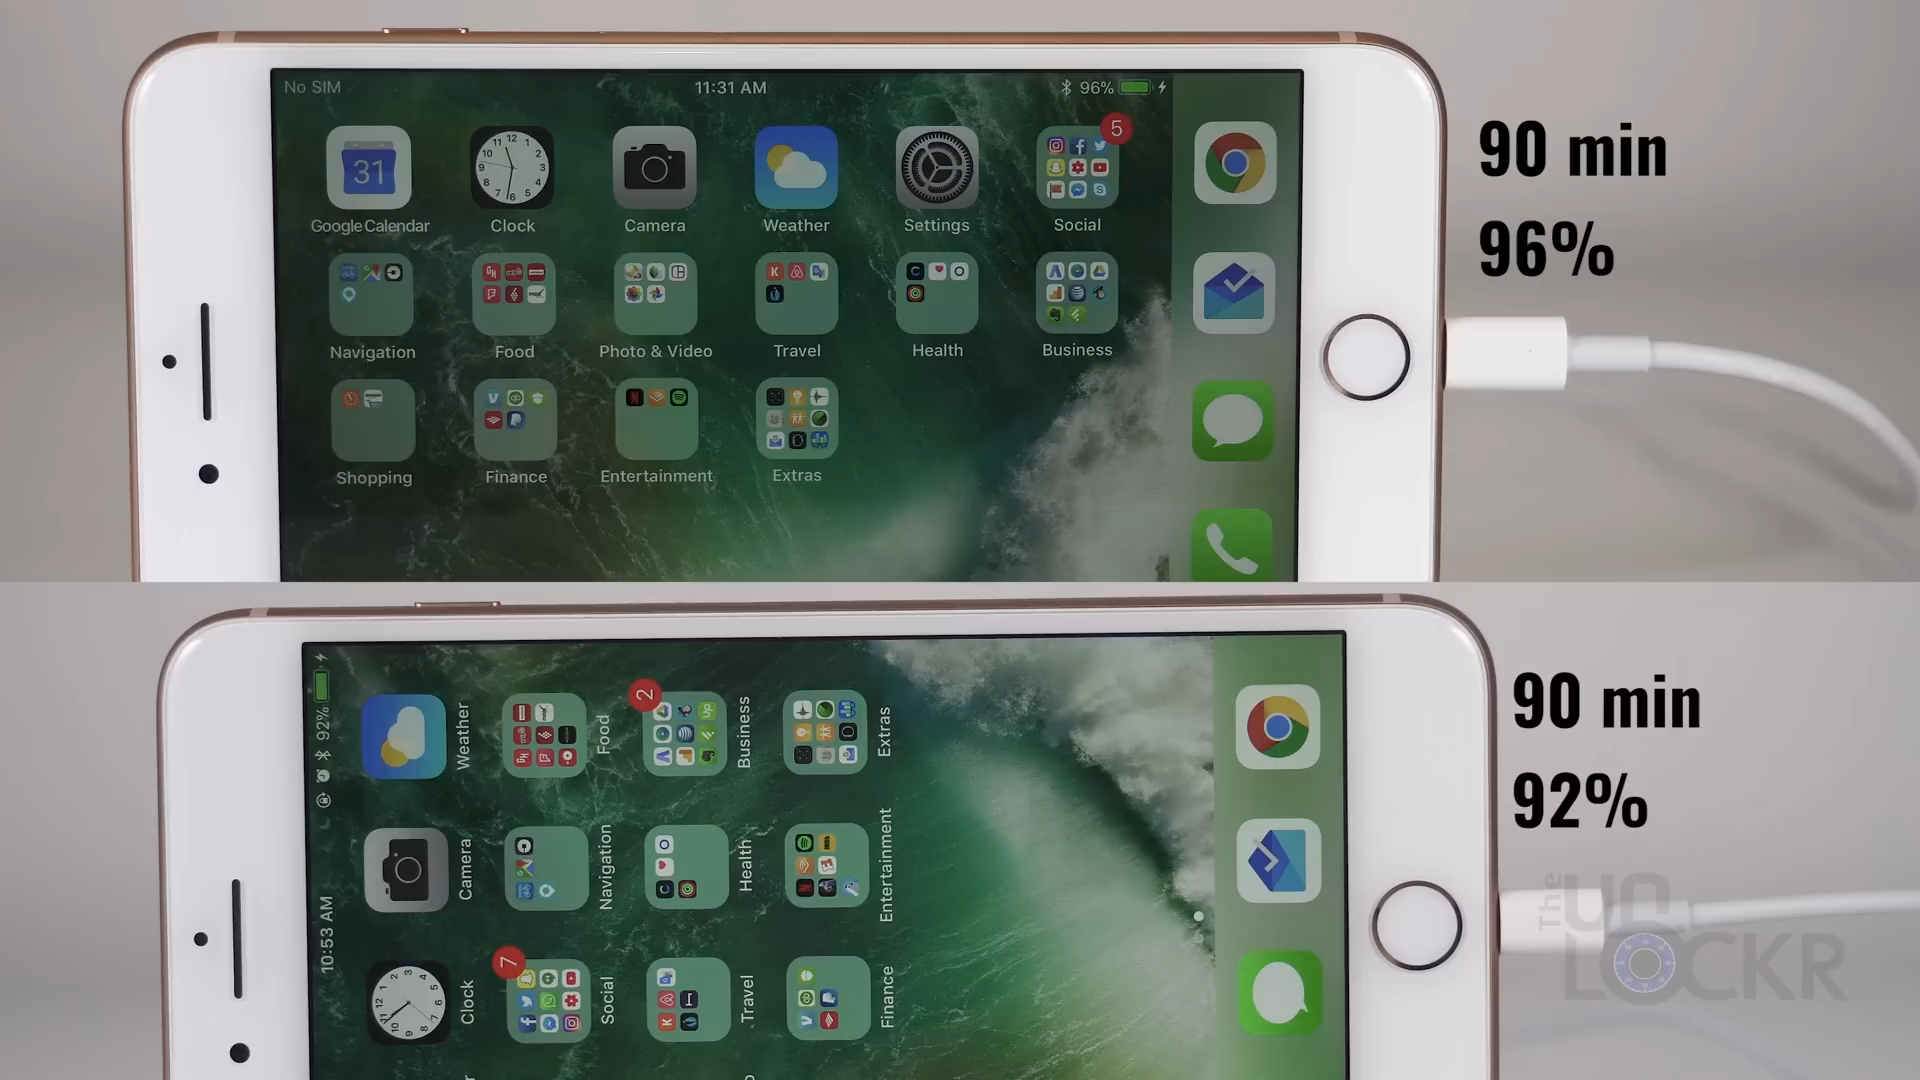 No SIM 11:31 AM 96%
5
31
Google Calendar Clock Camera Weather Settings Social
Navigation Food Photo & Video Travel Health Business
Shopping Finance Entertainment Extras
90 min
96%
92%
10:53 AM
Weather Food Business Extras
Camera Navigation Health Entertainment
Clock Social Travel Finance
2
7
90 min
92%
The UNLOCKR